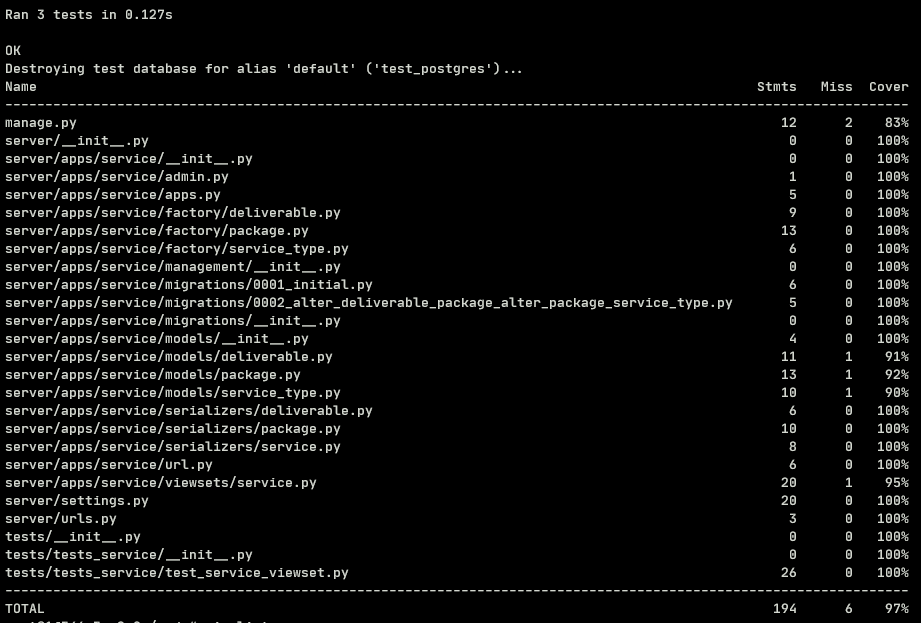 Ran 3 tests in 0.127s
OK
Destroying test database for alias 'default' ('test_postgres')...
Name Stmts Miss Cover
manage.py 12 2 83%
server/__init__.py 0 0 100%
server/apps/service/__init__.py 0 0 100%
server/apps/service/admin.py 1 0 100%
server/apps/service/apps.py 5 0 100%
server/apps/service/factory/deliverable.py 9 0 100%
server/apps/service/factory/package.py 13 0 100%
server/apps/service/factory/service_type.py 6 0 100%
server/apps/service/management/__init__.py 0 0 100%
server/apps/service/migrations/0001_initial.py 6 0 100%
server/apps/service/migrations/0002_alter_deliverable_package_alter_package_service_type.py 5 0 100%
server/apps/service/migrations/__init__.py 0 0 100%
server/apps/service/models/__init__.py 4 0 100%
server/apps/service/models/deliverable.py 11 1 91%
server/apps/service/models/package.py 13 1 92%
server/apps/service/models/service_type.py 10 1 90%
server/apps/service/serializers/deliverable.py 6 0 100%
server/apps/service/serializers/package.py 10 0 100%
server/apps/service/serializers/service.py 8 0 100%
server/apps/service/url.py 6 0 100%
server/apps/service/viewsets/service.py 20 1 95%
server/settings.py 20 0 100%
server/urls.py 3 0 100%
tests/__init__.py 0 0 100%
tests/tests_service/__init__.py 0 0 100%
tests/tests_service/test_service_viewset.py 26 0 100%
TOTAL 194 6 97%